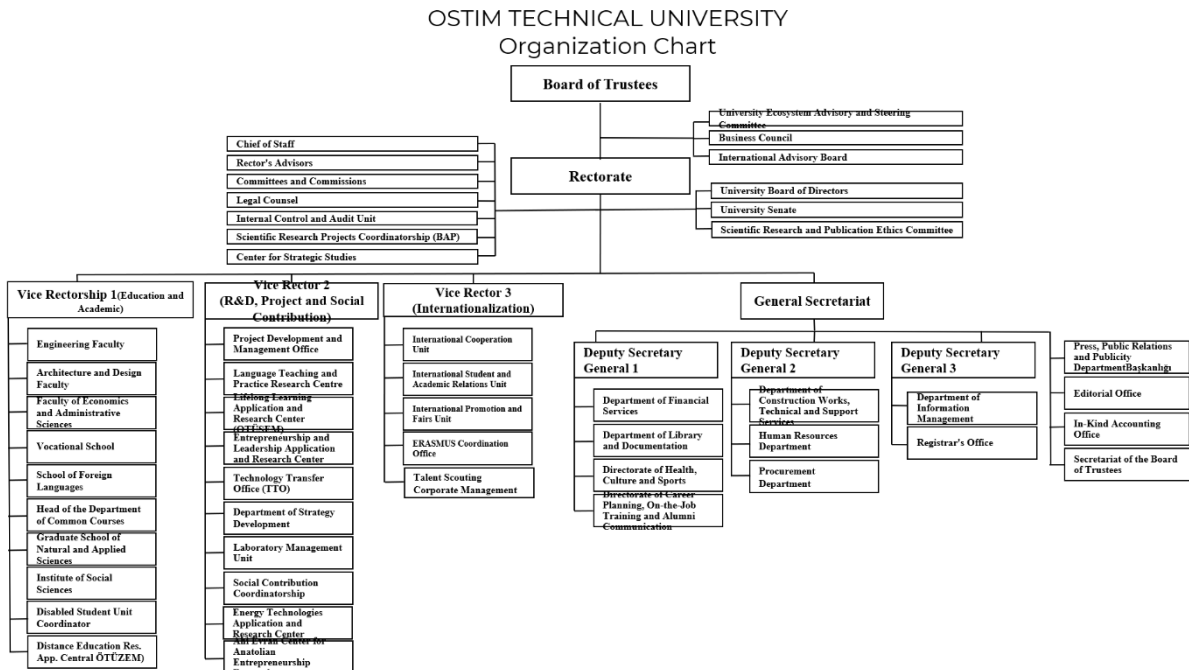 OSTIM TECHNICAL UNIVERSITY
Organization Chart
Board of Trustees
University Ecosystem Advisory and Steering
Committee
Business Council
International Advisory Board
Chief of Staff
Rector's Advisors
Committees and Commissions
Legal Counsel
Internal Control and Audit Unit
Scientific Research Projects Coordinatorship (BAP)
Center for Strategic Studies
Rectorate
University Board of Directors
University Senate
Scientific Research and Publication Ethics Committee
Vice Rectorship 1(Education and
Academic)
Engineering Faculty
Architecture and Design
Faculty
Faculty of Economics
and Administrative
Sciences
Vocational School
School of Foreign
Languages
Head of the Department
of Common Courses
Graduate School of
Natural and Applied
Sciences
Institute of Social
Sciences
Disabled Student Unit
Coordinator
Distance Education Res.
App. Central ÖTÜZEM)
Vice Rector 2
(R&D, Project and Social
Contribution)
Project Development and
Management Office
Language Teaching and
Practice Research Centre
Lifelong Learning
Application and
Research Center
(OTÜSEM)
Entrepreneurship and
Leadership Application
and Research Center
Technology Transfer
Office (TTO)
Department of Strategy
Development
Laboratory Management
Unit
Social Contribution
Coordinatorship
Energy Technologies
Application and
Research Center
Ahi Evran Center for
Anatolian
Entrepreneurship
Vice Rector 3
(Internationalization)
International Cooperation
Unit
International Student and
Academic Relations Unit
International Promotion and
Fairs Unit
ERASMUS Coordination
Office
Talent Scouting
Corporate Management
General Secretariat
Deputy Secretary
General 1
Department of Financial
Services
Department of Library
and Documentation
Directorate of Health,
Culture and Sports
Directorate of Career
Planning, On-the-Job
Training and Alumni
Communication
Deputy Secretary
General 2
Department of
Construction Works,
Technical and Support
Services
Human Resources
Department
Procurement
Department
Deputy Secretary
General 3
Department of
Information
Management
Registrar's Office
Press, Public Relations
and Publicity
DepartmentBaşkanlığı
Editorial Office
In-Kind Accounting
Office
Secretariat of the Board
of Trustees